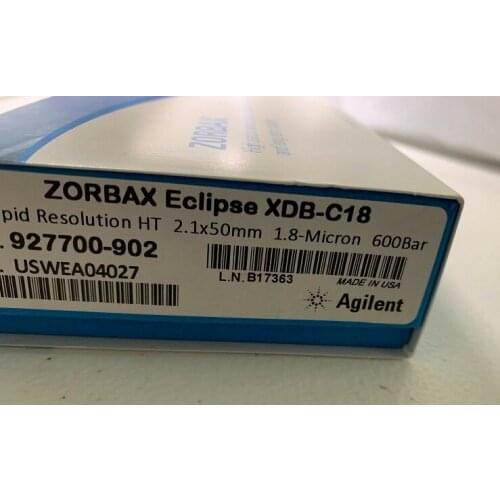 ZORBAX
ZORBAX Eclipse XDB-C18
pid Resolution HT 2.1x50mm 1.8-Micron 600Bar
. 927700-902
. USWEA04027
L.N. B17363
MADE IN USA
Agilent